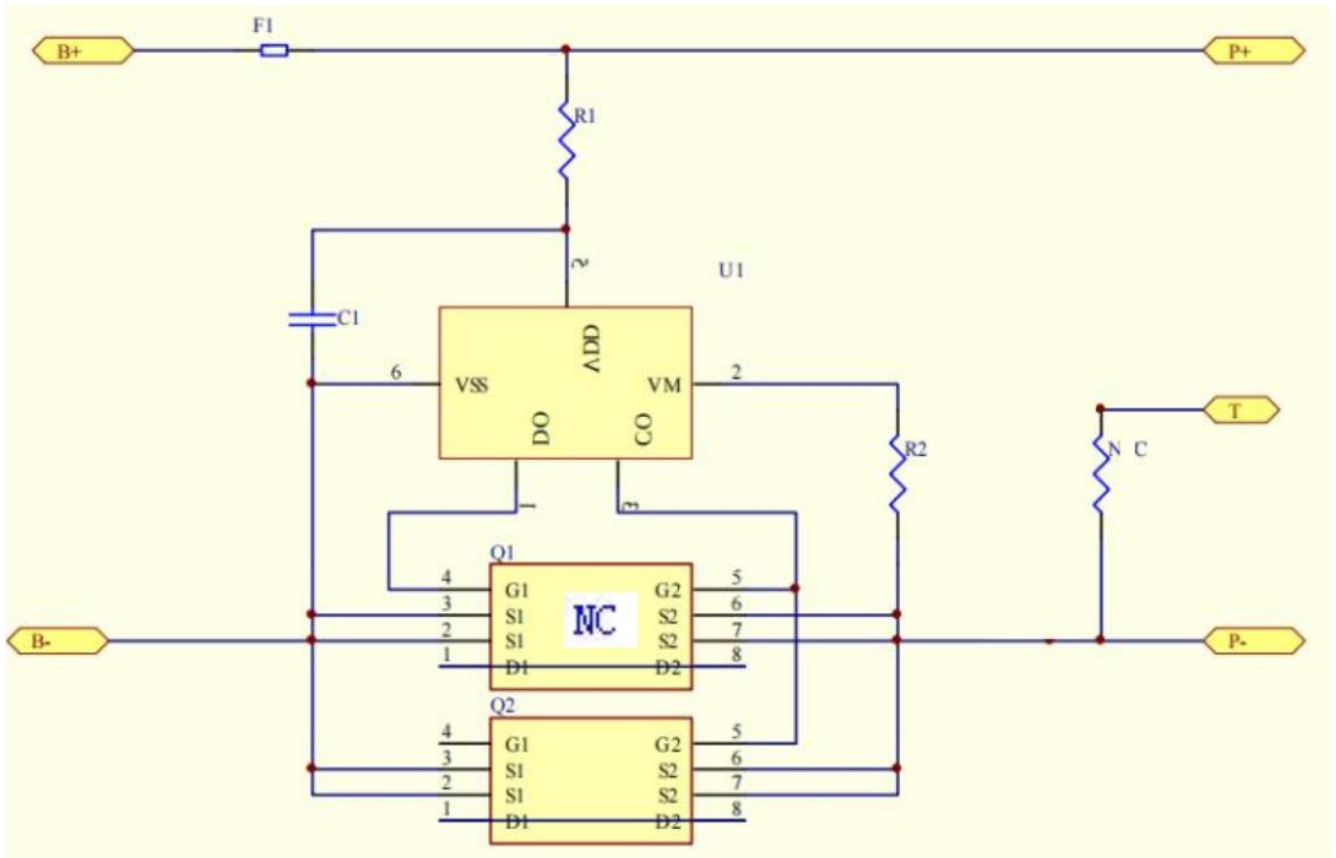 F1
B+
P+
R1
2
U1
C1
VDD
6
VSS
VM
2
T
DO
CO
R2
N C
1
3
Q1
4
G1
NC
G2
5
3
S1
S2
6
B-
2
S1
S2
7
P-
1
D1
D2
8
Q2
4
G1
G2
5
3
S1
S2
6
2
S1
S2
7
1
D1
D2
8